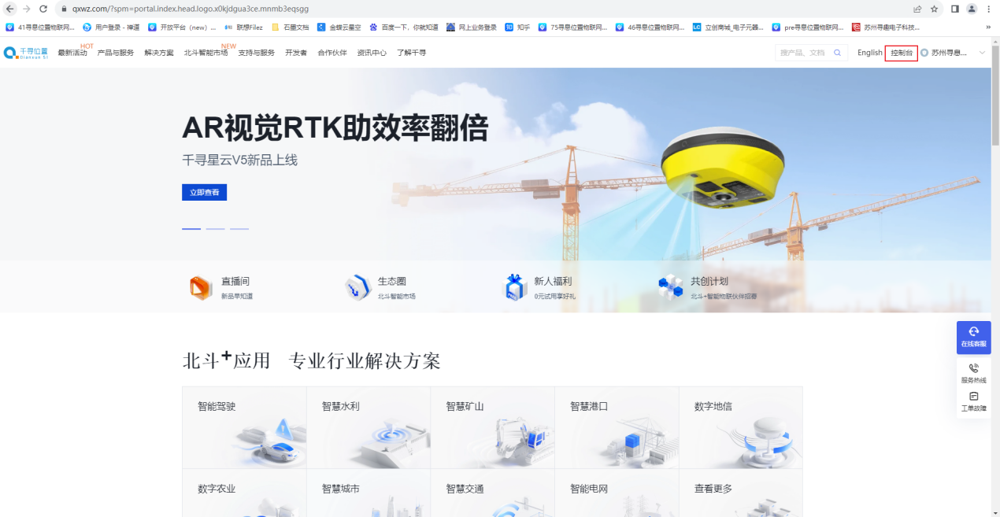 qxwz.com/?spm=portal.index.head.logo.x0kjdgua3ce.mnmb3eqsgg
41寻息位置物联网... 用户登录 - 禅道 开放平台（new）... 联想Filez 石墨文档 金蝶云星空 百度一下，你就知道 网上业务登录 知乎 75寻息位置物联网... 46寻息位置物联网... 立创商城_电子元器... pre寻息位置物联网... 苏州寻趣电子科技... »
千寻位置
Qianxun SI
最新活动 HOT 产品与服务 解决方案 北斗智能市场 NEW 支持与服务 开发者 合作伙伴 资讯中心 了解千寻 搜产品、文档 English 控制台 苏州寻息...
AR视觉RTK助效率翻倍
千寻星云V5新品上线
立即查看
直播间 生态圈 新人福利 共创计划
新品早知道 北斗智能市场 0元试用享好礼 北斗+智能物联伙伴招募
在线客服
服务热线
工单故障
北斗+应用 专业行业解决方案
智能驾驶 智慧水利 智慧矿山 智慧港口 数字地信
数字农业 智慧城市 智慧交通 智能电网 查看更多